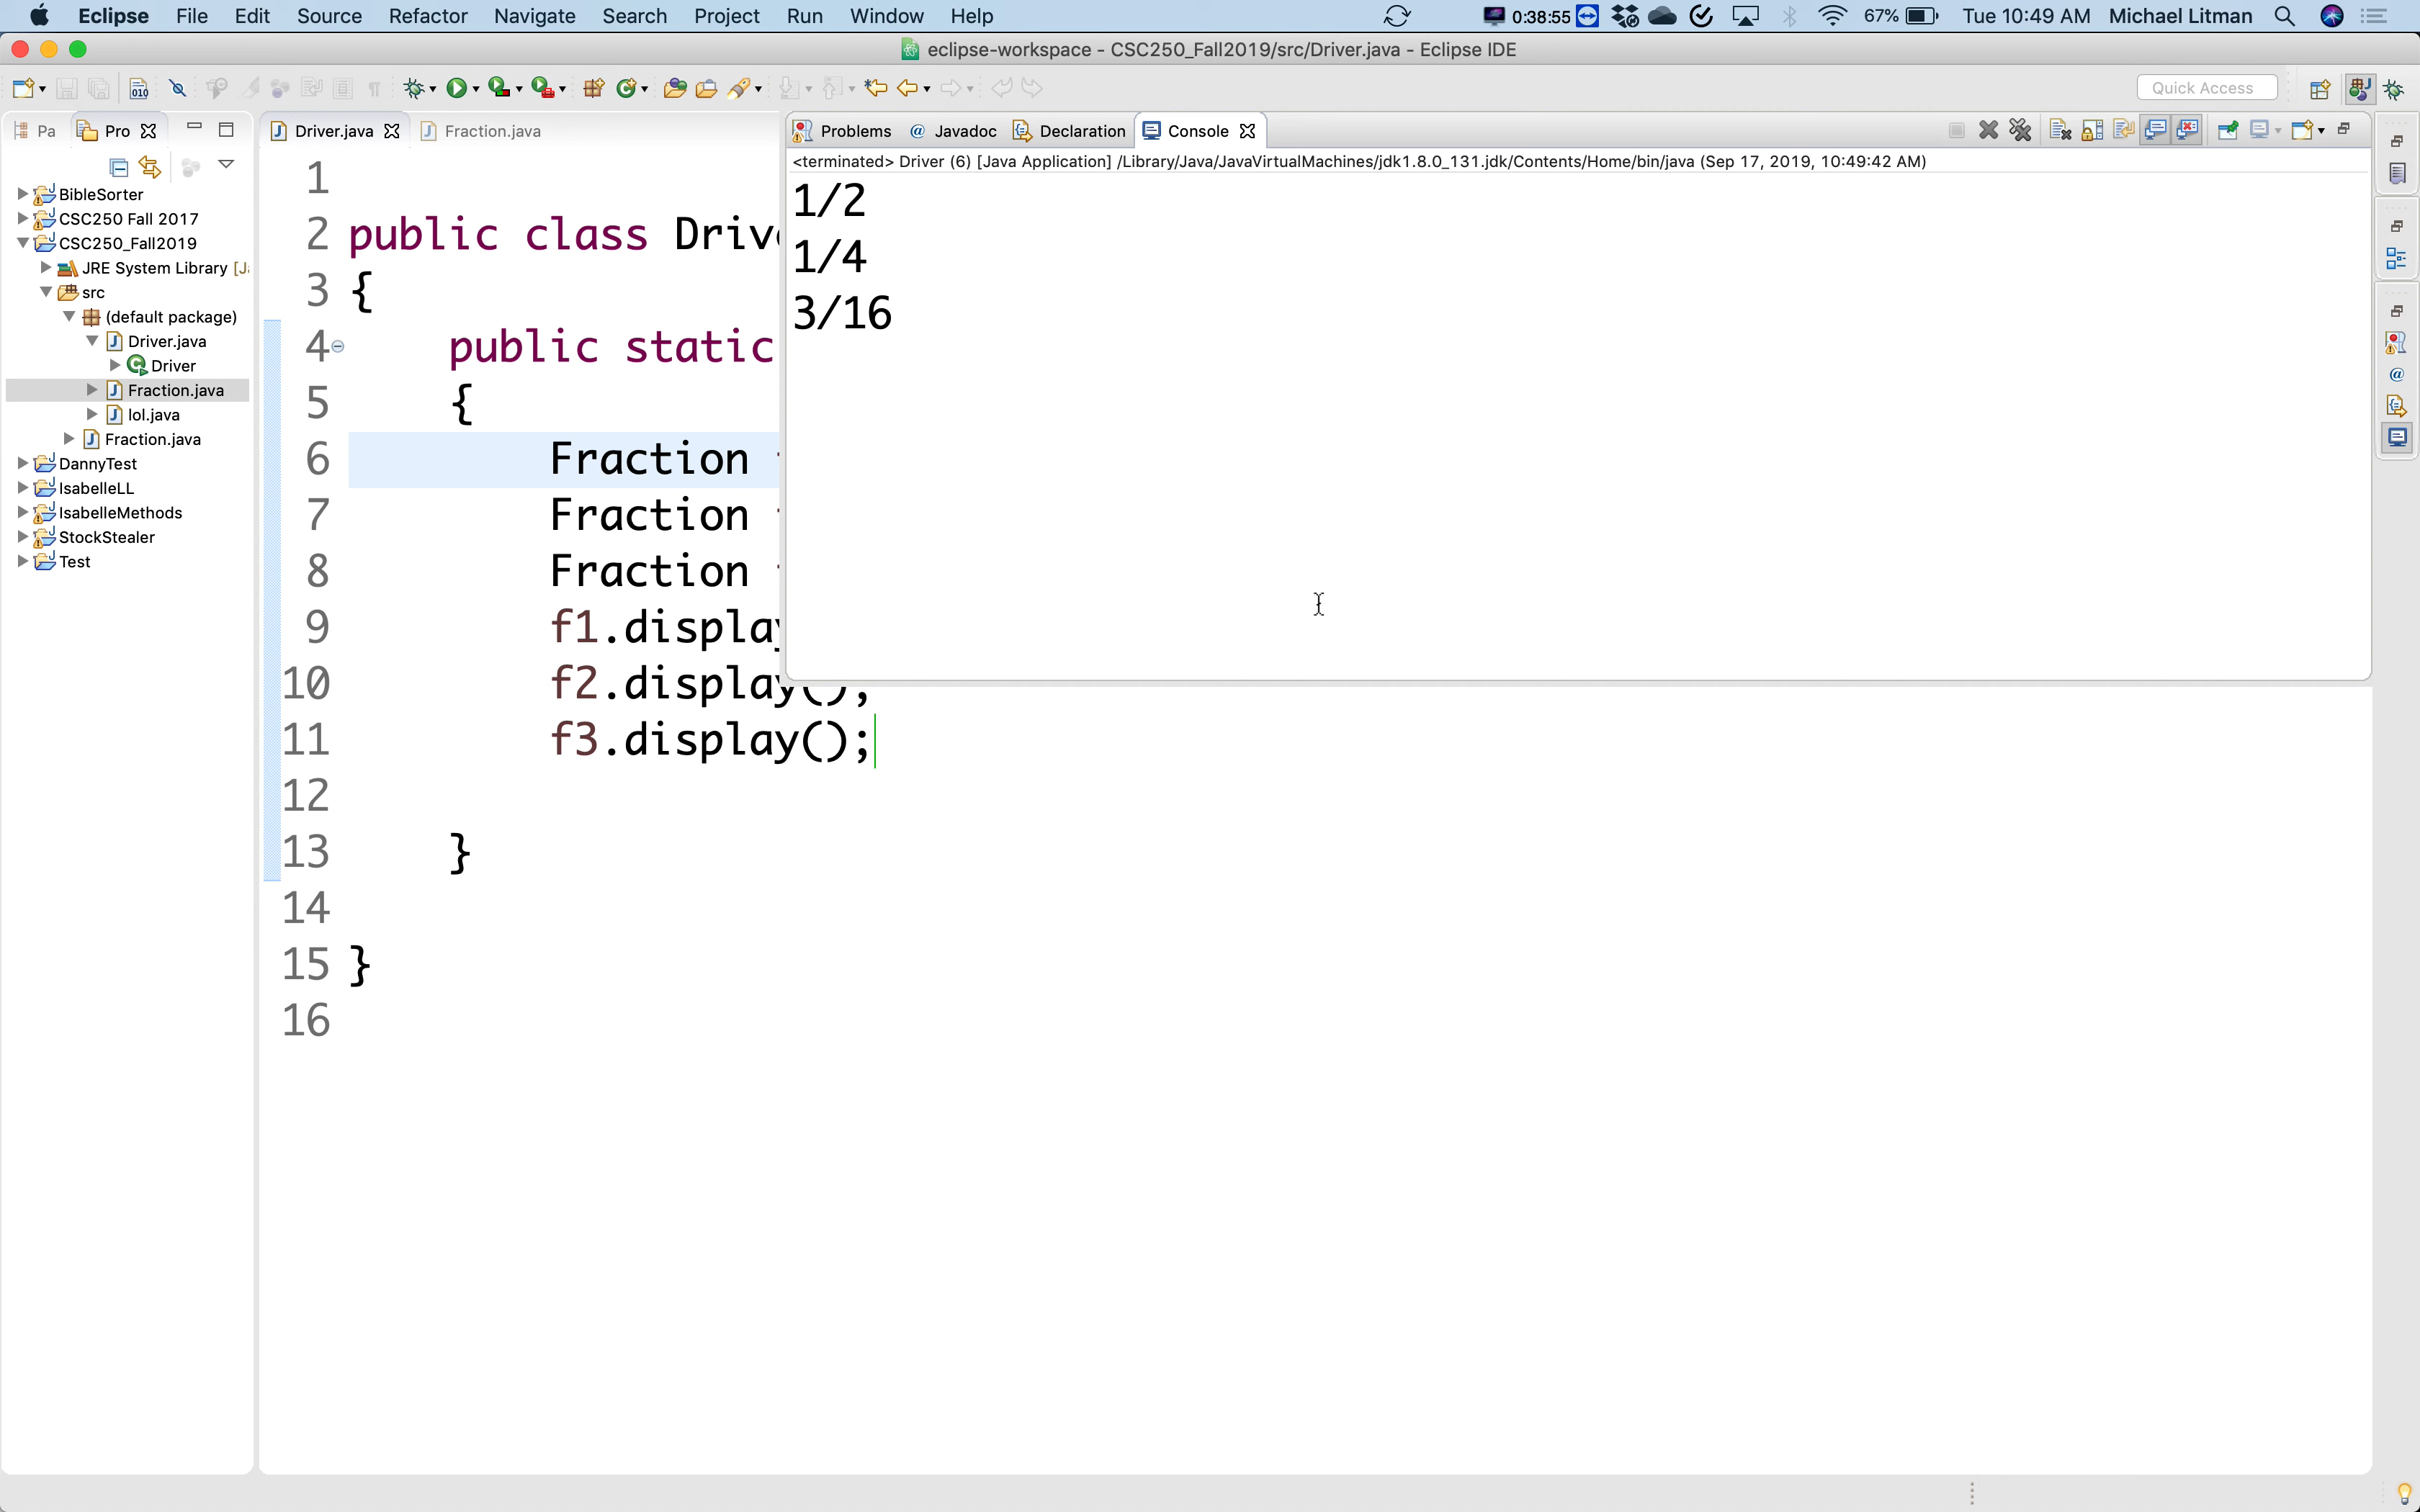 Eclipse File Edit Source Refactor Navigate Search Project Run Window Help 0:38:55 67% Tue 10:49 AM Michael Litman
eclipse-workspace - CSC250_Fall2019/src/Driver.java - Eclipse IDE
Quick Access
Pa Pro
BibleSorter
CSC250 Fall 2017
CSC250_Fall2019
JRE System Library
src
(default package)
Driver.java
Driver
Fraction.java
lol.java
Fraction.java
DannyTest
IsabelleLL
IsabelleMethods
StockStealer
Test
Driver.java Fraction.java
1
2 public class Driv
3 {
4 public static
5 {
6 Fraction
7 Fraction
8 Fraction
9 f1.display
10 f2.display();
11 f3.display();
12
13 }
14
15 }
16
Problems Javadoc Declaration Console
<terminated> Driver (6) [Java Application] /Library/Java/JavaVirtualMachines/jdk1.8.0_131.jdk/Contents/Home/bin/java (Sep 17, 2019, 10:49:42 AM)
1/2
1/4
3/16